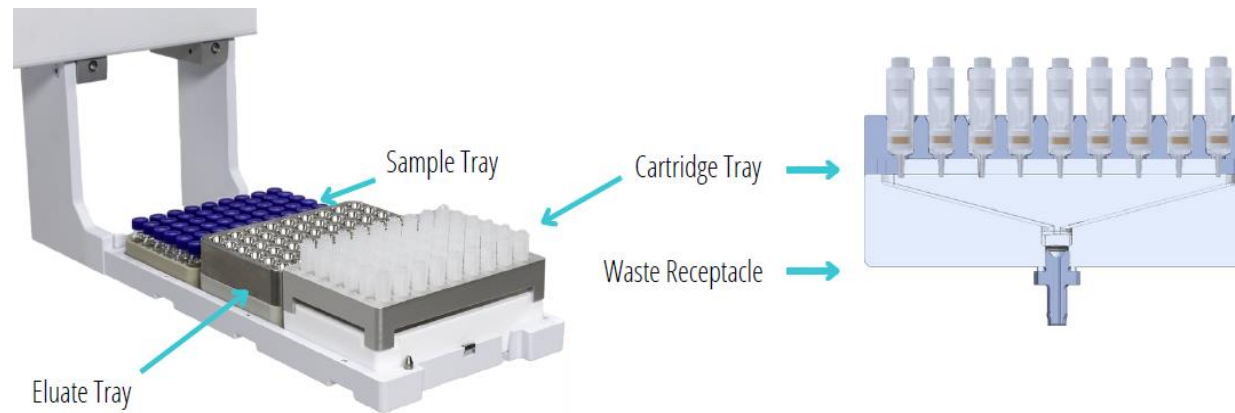 Sample Tray
Cartridge Tray
Waste Receptacle
Eluate Tray